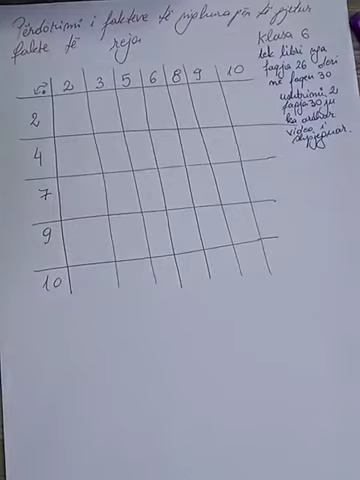 Përdorimi i fakteve të njohura për të gjetur
fakte të reja
Klasa 6
tek libri nga
faqja 26 deri
në faqen 30
ushtrimi 2
faqja 30 ju
ka ardhur
video i
shpjeguar.
2 3 5 6 8 9 10
2
4
7
9
10